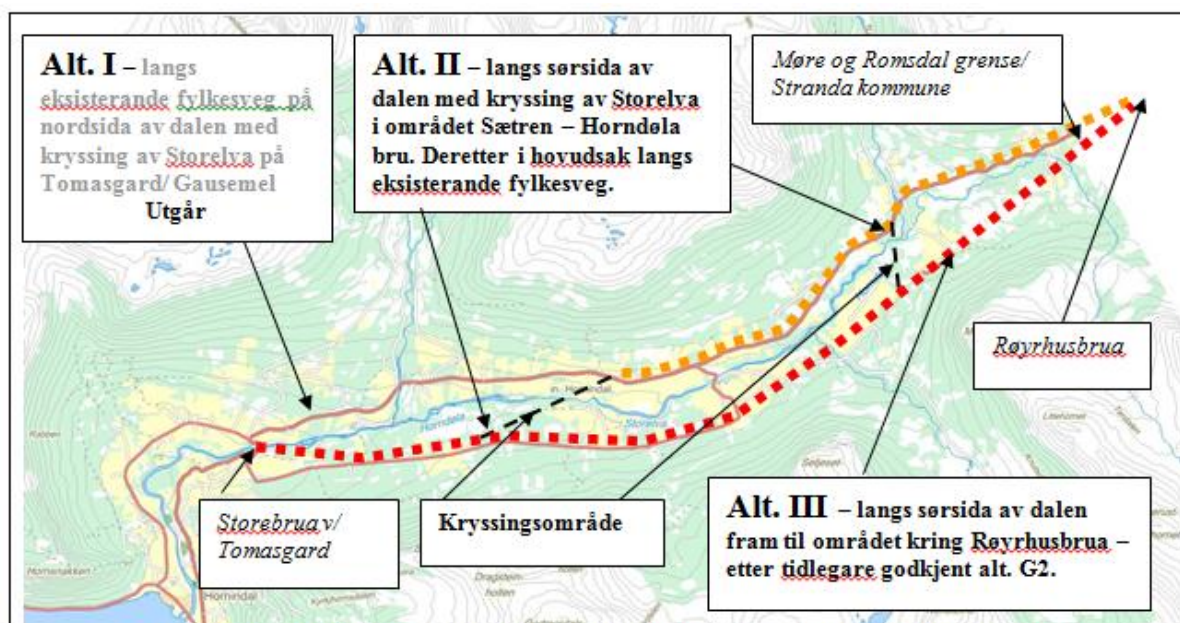 Alt. I – langs
eksisterande fylkesveg på
nordsida av dalen med
kryssing av Storelva på
Tomasgard/ Gausemel
Utgår
Alt. II – langs sørsida av
dalen med kryssing av Storelva
i området Sætren – Horndøla
bru. Deretter i hovudsak langs
eksisterande fylkesveg.
Møre og Romsdal grense/
Stranda kommune
Røyrhusbrua
Storebrua v/
Tomasgard
Kryssingsområde
Alt. III – langs sørsida av dalen
fram til området kring Røyrhusbrua –
etter tidlegare godkjent alt. G2.
Horndøla
Storelva
Hornindal